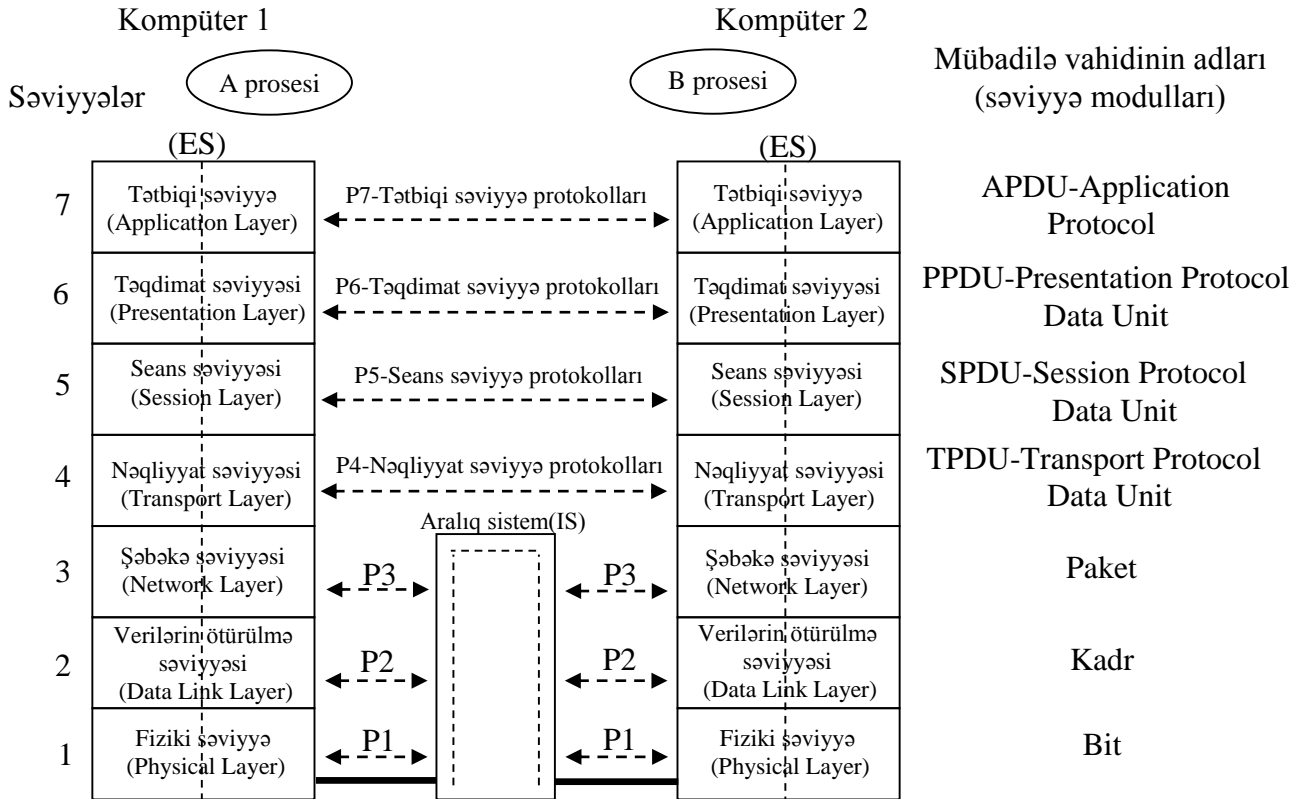 Kompüter 1
Kompüter 2
Mübadilə vahidinin adları
(səviyyə modulları)
Səviyyələr
A prosesi
B prosesi
(ES)
(ES)
7
Tətbiqi səviyyə
(Application Layer)
P7-Tətbiqi səviyyə protokolları
Tətbiqi səviyyə
(Application Layer)
APDU-Application
Protocol
6
Təqdimat səviyyəsi
(Presentation Layer)
P6-Təqdimat səviyyə protokolları
Təqdimat səviyyəsi
(Presentation Layer)
PPDU-Presentation Protocol
Data Unit
5
Seans səviyyəsi
(Session Layer)
P5-Seans səviyyə protokolları
Seans səviyyəsi
(Session Layer)
SPDU-Session Protocol
Data Unit
4
Nəqliyyat səviyyəsi
(Transport Layer)
P4-Nəqliyyat səviyyə protokolları
Nəqliyyat səviyyəsi
(Transport Layer)
TPDU-Transport Protocol
Data Unit
Aralıq sistem(IS)
3
Şəbəkə səviyyəsi
(Network Layer)
P3
P3
Şəbəkə səviyyəsi
(Network Layer)
Paket
2
Verilərin ötürülmə
səviyyəsi
(Data Link Layer)
P2
P2
Verilərin ötürülmə
səviyyəsi
(Data Link Layer)
Kadr
1
Fiziki səviyyə
(Physical Layer)
P1
P1
Fiziki səviyyə
(Physical Layer)
Bit